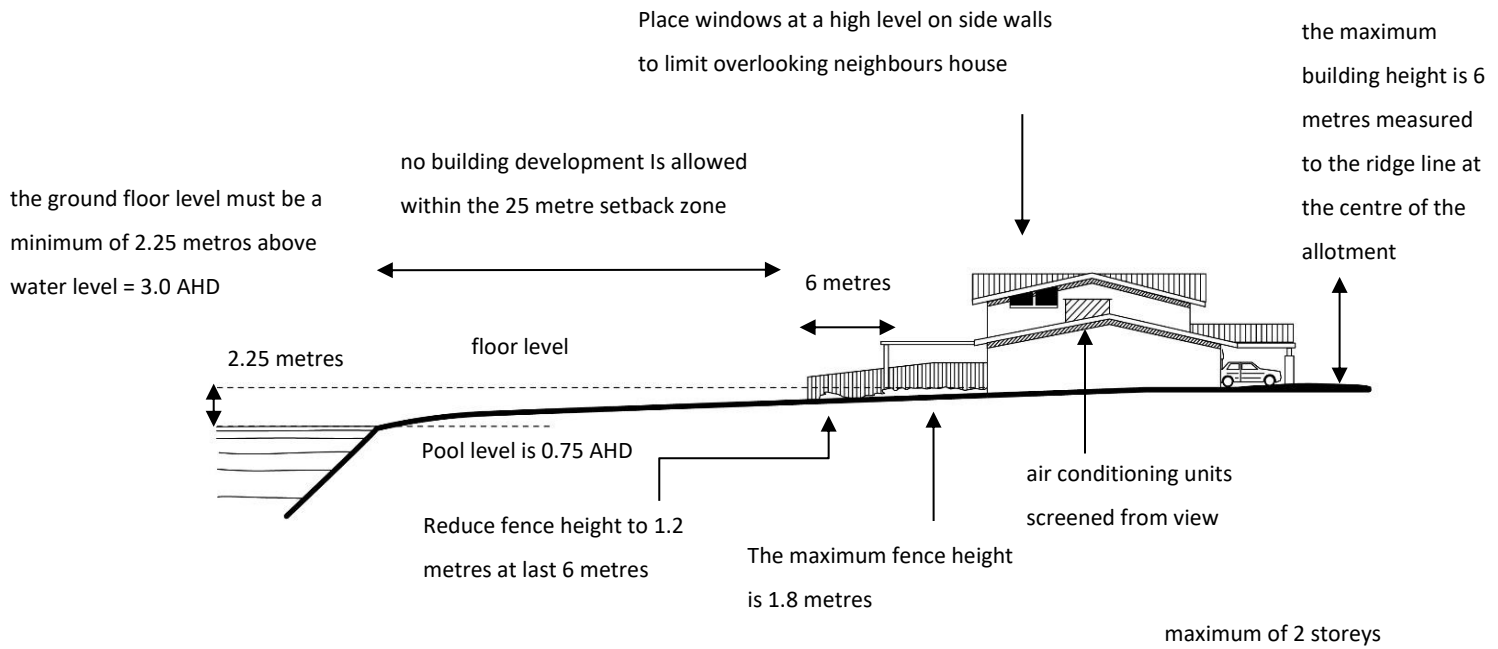 Place windows at a high level on side walls
to limit overlooking neighbours house
the maximum
building height is 6
metres measured
to the ridge line at
the centre of the
allotment
no building development Is allowed
within the 25 metre setback zone
the ground floor level must be a
minimum of 2.25 metros above
water level = 3.0 AHD
6 metres
floor level
2.25 metres
Pool level is 0.75 AHD
air conditioning units
screened from view
Reduce fence height to 1.2
metres at last 6 metres
The maximum fence height
is 1.8 metres
maximum of 2 storeys